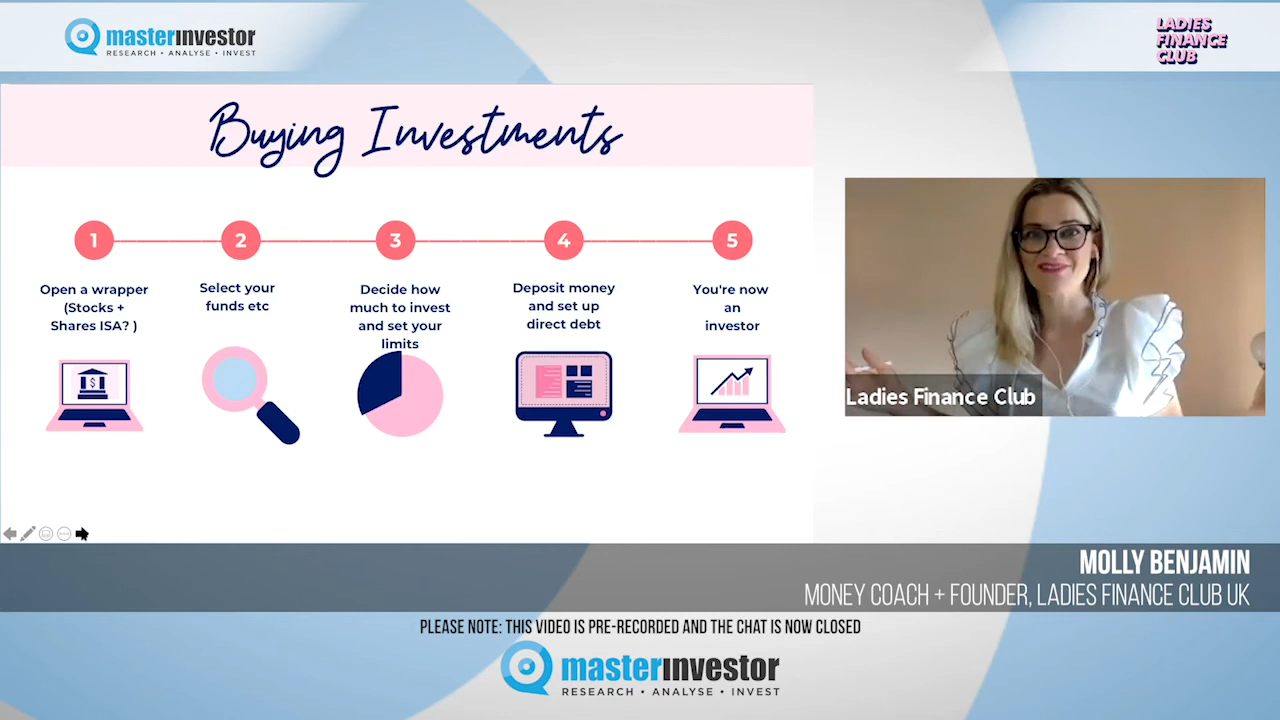 masterinvestor
RESEARCH • ANALYSE • INVEST
LADIES
FINANCE
CLUB
Buying Investments
1
2
3
4
5
Open a wrapper
(Stocks +
Shares ISA? )
Select your
funds etc
Decide how
much to invest
and set your
limits
Deposit money
and set up
direct debt
You're now
an
investor
$
Ladies Finance Club
MOLLY BENJAMIN
MONEY COACH + FOUNDER, LADIES FINANCE CLUB UK
PLEASE NOTE: THIS VIDEO IS PRE-RECORDED AND THE CHAT IS NOW CLOSED
masterinvestor
RESEARCH • ANALYSE • INVEST